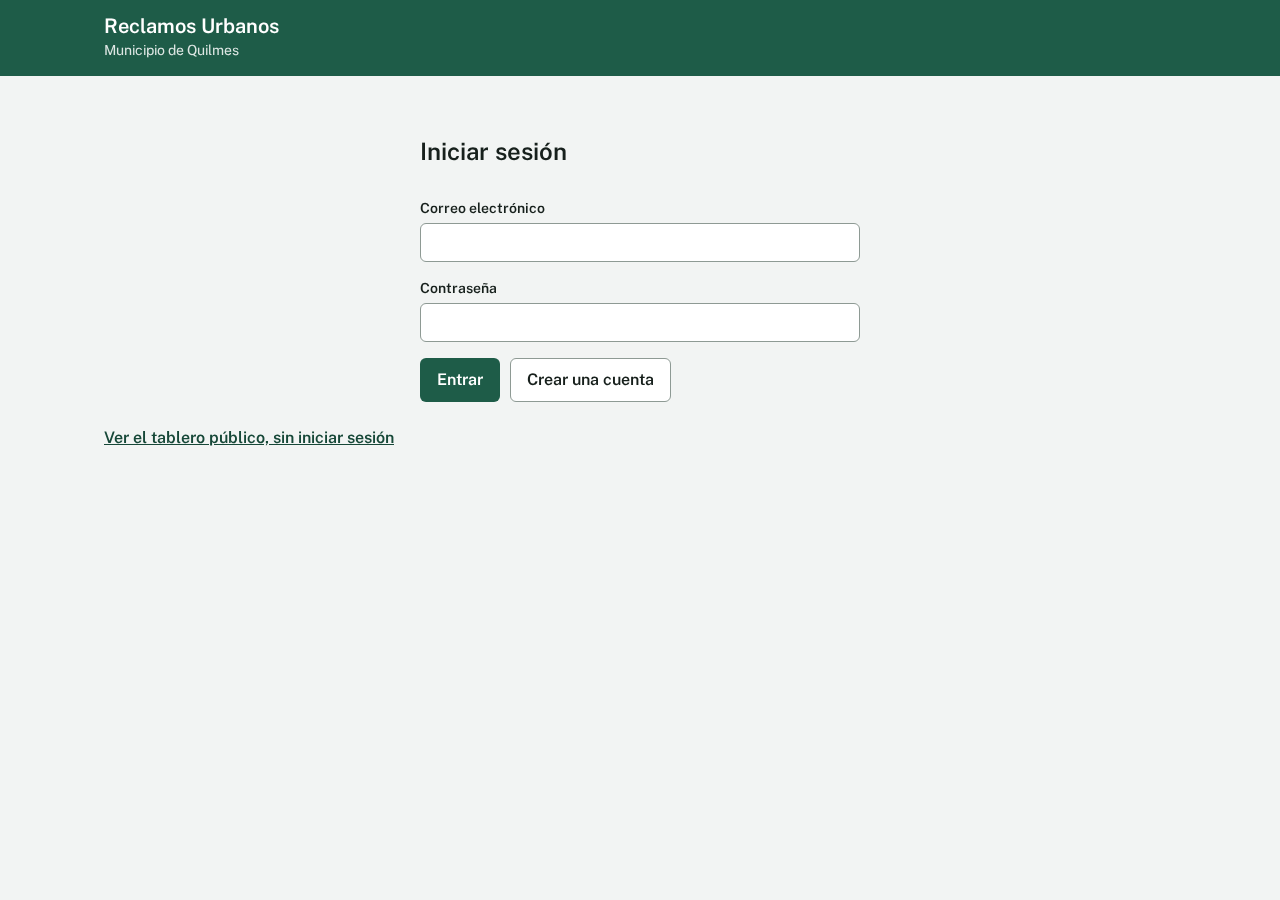 Reclamos Urbanos
Municipio de Quilmes
Iniciar sesión
Correo electrónico
Contraseña
Entrar
Crear una cuenta
Ver el tablero público, sin iniciar sesión